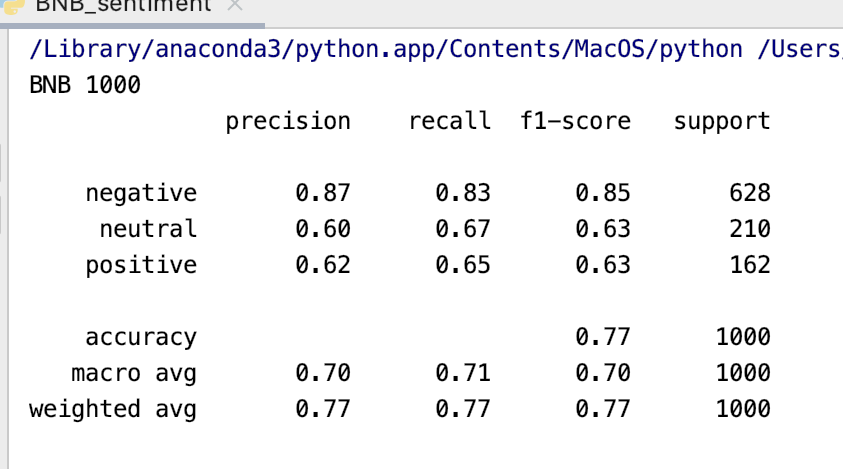 BNB_sentiment
/Library/anaconda3/python.app/Contents/MacOS/python /Users/
BNB 1000
precision recall f1-score support
negative 0.87 0.83 0.85 628
neutral 0.60 0.67 0.63 210
positive 0.62 0.65 0.63 162
accuracy 0.77 1000
macro avg 0.70 0.71 0.70 1000
weighted avg 0.77 0.77 0.77 1000